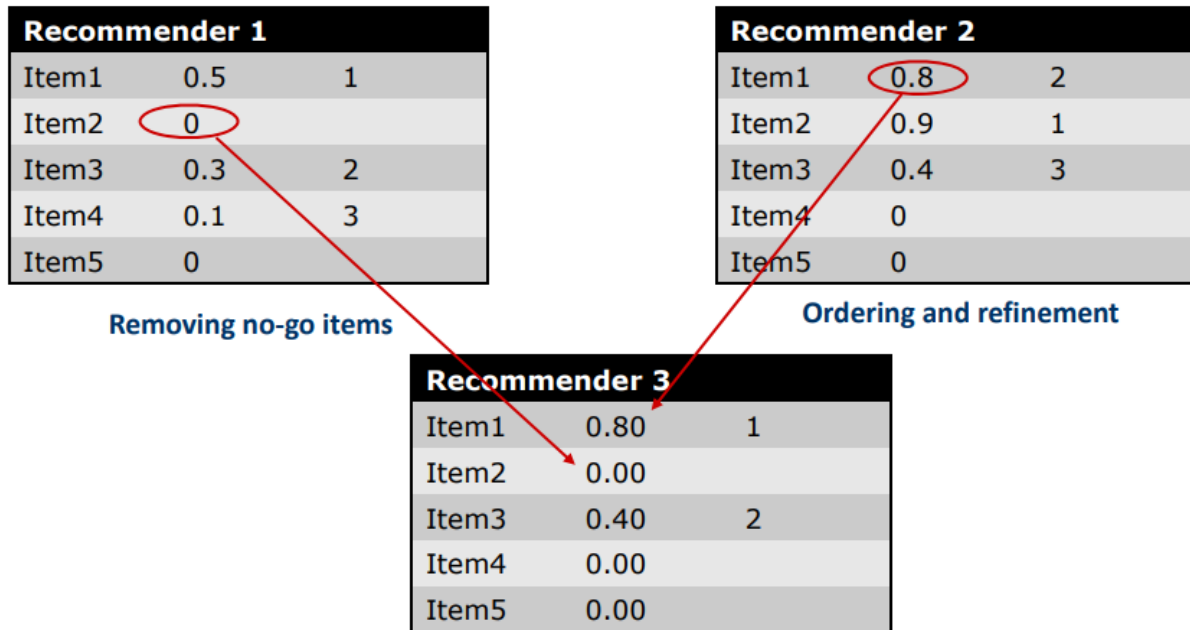 Recommender 1
Item1 0.5 1
Item2 0
Item3 0.3 2
Item4 0.1 3
Item5 0
Removing no-go items
Recommender 2
Item1 0.8 2
Item2 0.9 1
Item3 0.4 3
Item4 0
Item5 0
Ordering and refinement
Recommender 3
Item1 0.80 1
Item2 0.00
Item3 0.40 2
Item4 0.00
Item5 0.00